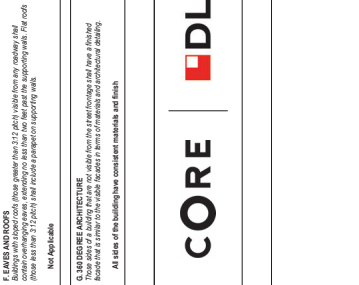 F. EAVES AND ROOFS
Buildings with sloped roofs (those greater than 3:12 pitch) visible from any roadway shall
contain overhanging eaves, extending no less than two feet past the supporting walls. Flat roofs
(those less than 3:12 pitch) shall include a parapet on supporting walls.
Not Applicable
G. 360 DEGREE ARCHITECTURE
Those sides of a building that are not visible from the street frontage shall have a finished
facade that is similar to the visible facades in terms of materials and architectural detailing.
All sides of the building have consistent materials and finish
CORE
DL